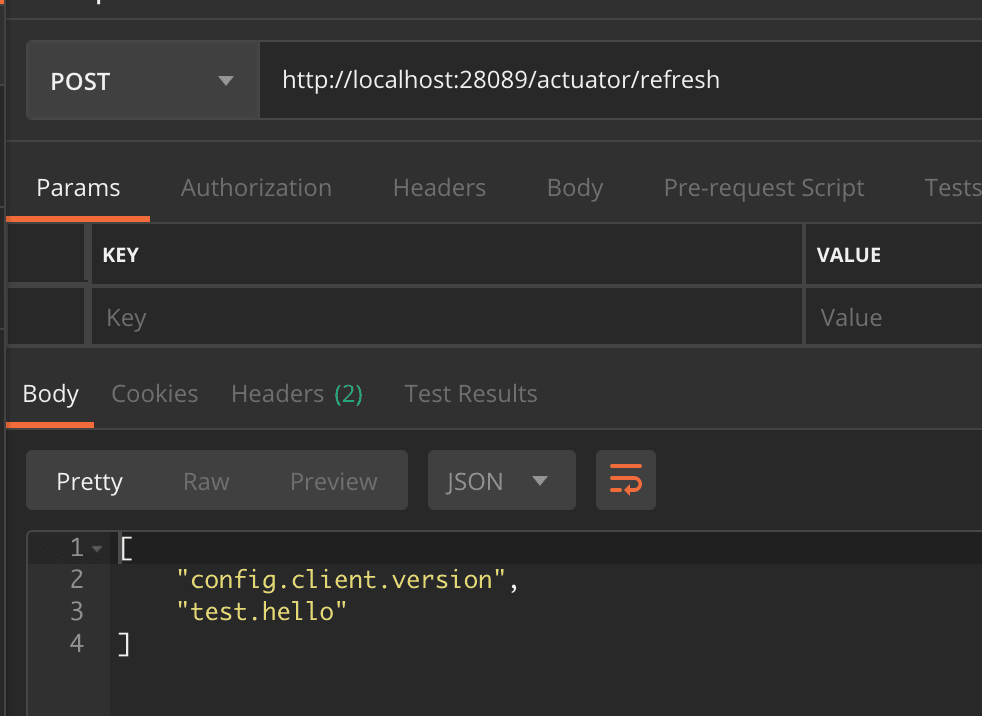 POST http://localhost:28089/actuator/refresh
Params Authorization Headers Body Pre-request Script Tests
KEY VALUE
Key Value
Body Cookies Headers (2) Test Results
Pretty Raw Preview JSON
1 [
2 "config.client.version",
3 "test.hello"
4 ]